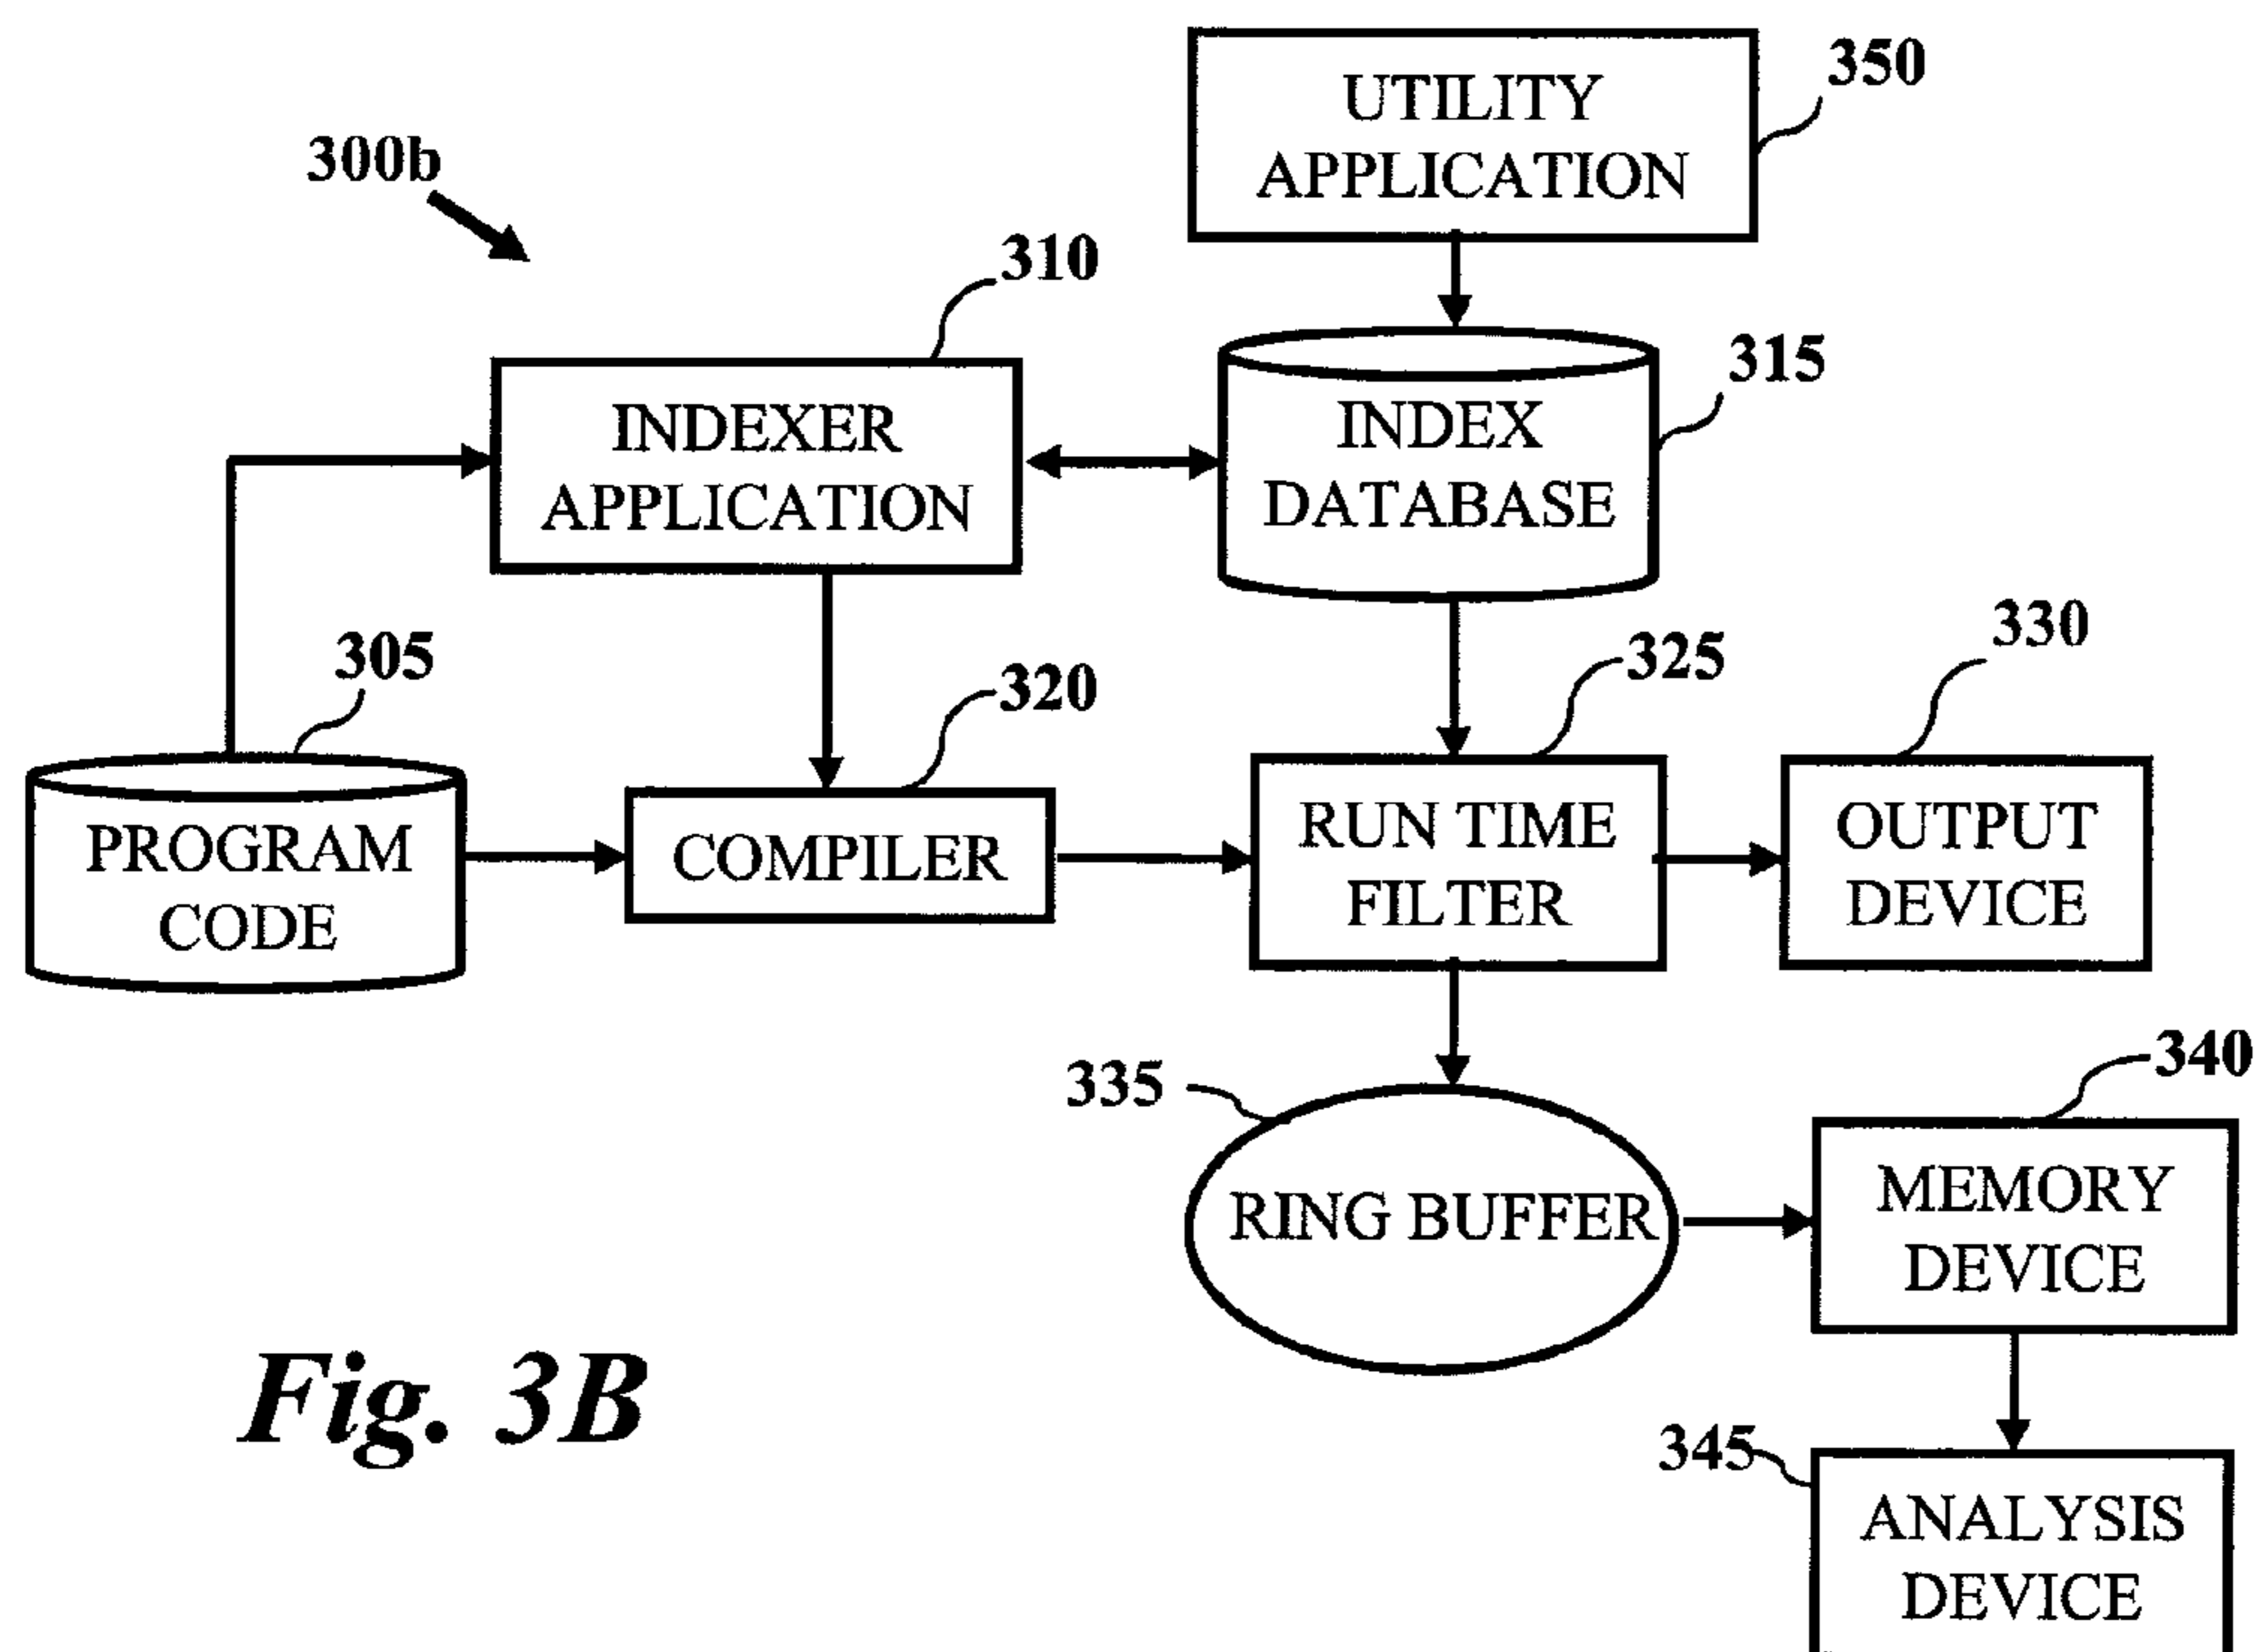 350
UTILITY
APPLICATION
300b
310
315
INDEXER
APPLICATION
INDEX
DATABASE
305
320
325
330
PROGRAM
CODE
COMPILER
RUN TIME
FILTER
OUTPUT
DEVICE
335
340
RING BUFFER
MEMORY
DEVICE
Fig. 3B
345
ANALYSIS
DEVICE